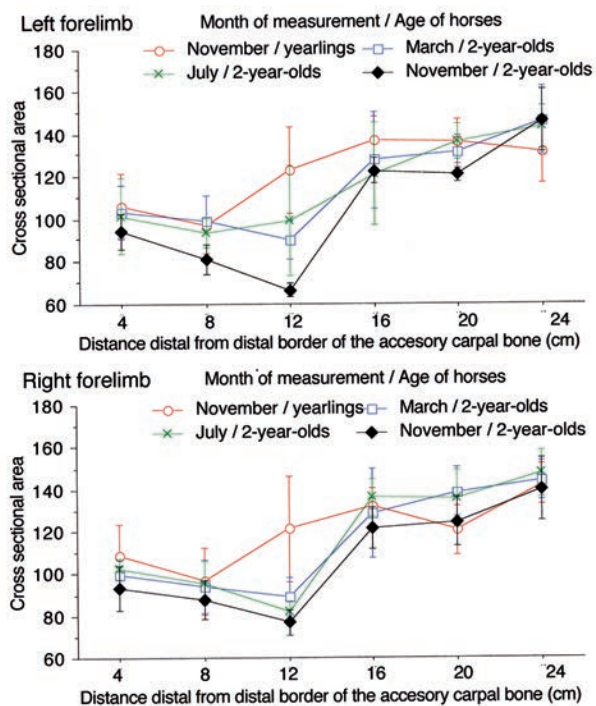 Left forelimb
Month of measurement / Age of horses
November / yearlings
March / 2-year-olds
July / 2-year-olds
November / 2-year-olds
Cross sectional area
180
160
140
120
100
80
60
4 8 12 16 20 24
Distance distal from distal border of the accesory carpal bone (cm)
Right forelimb
Month of measurement / Age of horses
November / yearlings
March / 2-year-olds
July / 2-year-olds
November / 2-year-olds
Cross sectional area
180
160
140
120
100
80
60
4 8 12 16 20 24
Distance distal from distal border of the accesory carpal bone (cm)